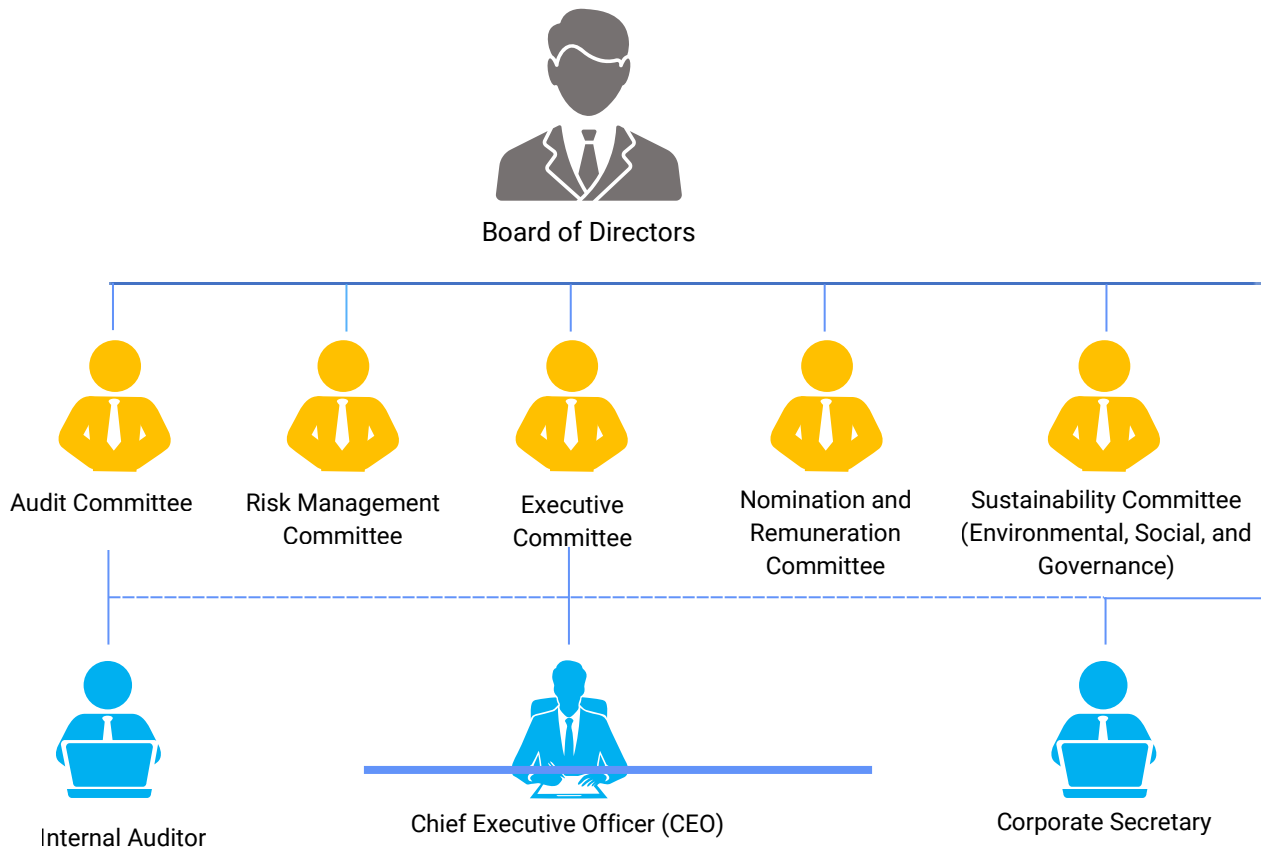 Board of Directors
Audit Committee
Risk Management
Committee
Executive
Committee
Nomination and
Remuneration
Committee
Sustainability Committee
(Environmental, Social, and
Governance)
Internal Auditor
Chief Executive Officer (CEO)
Corporate Secretary